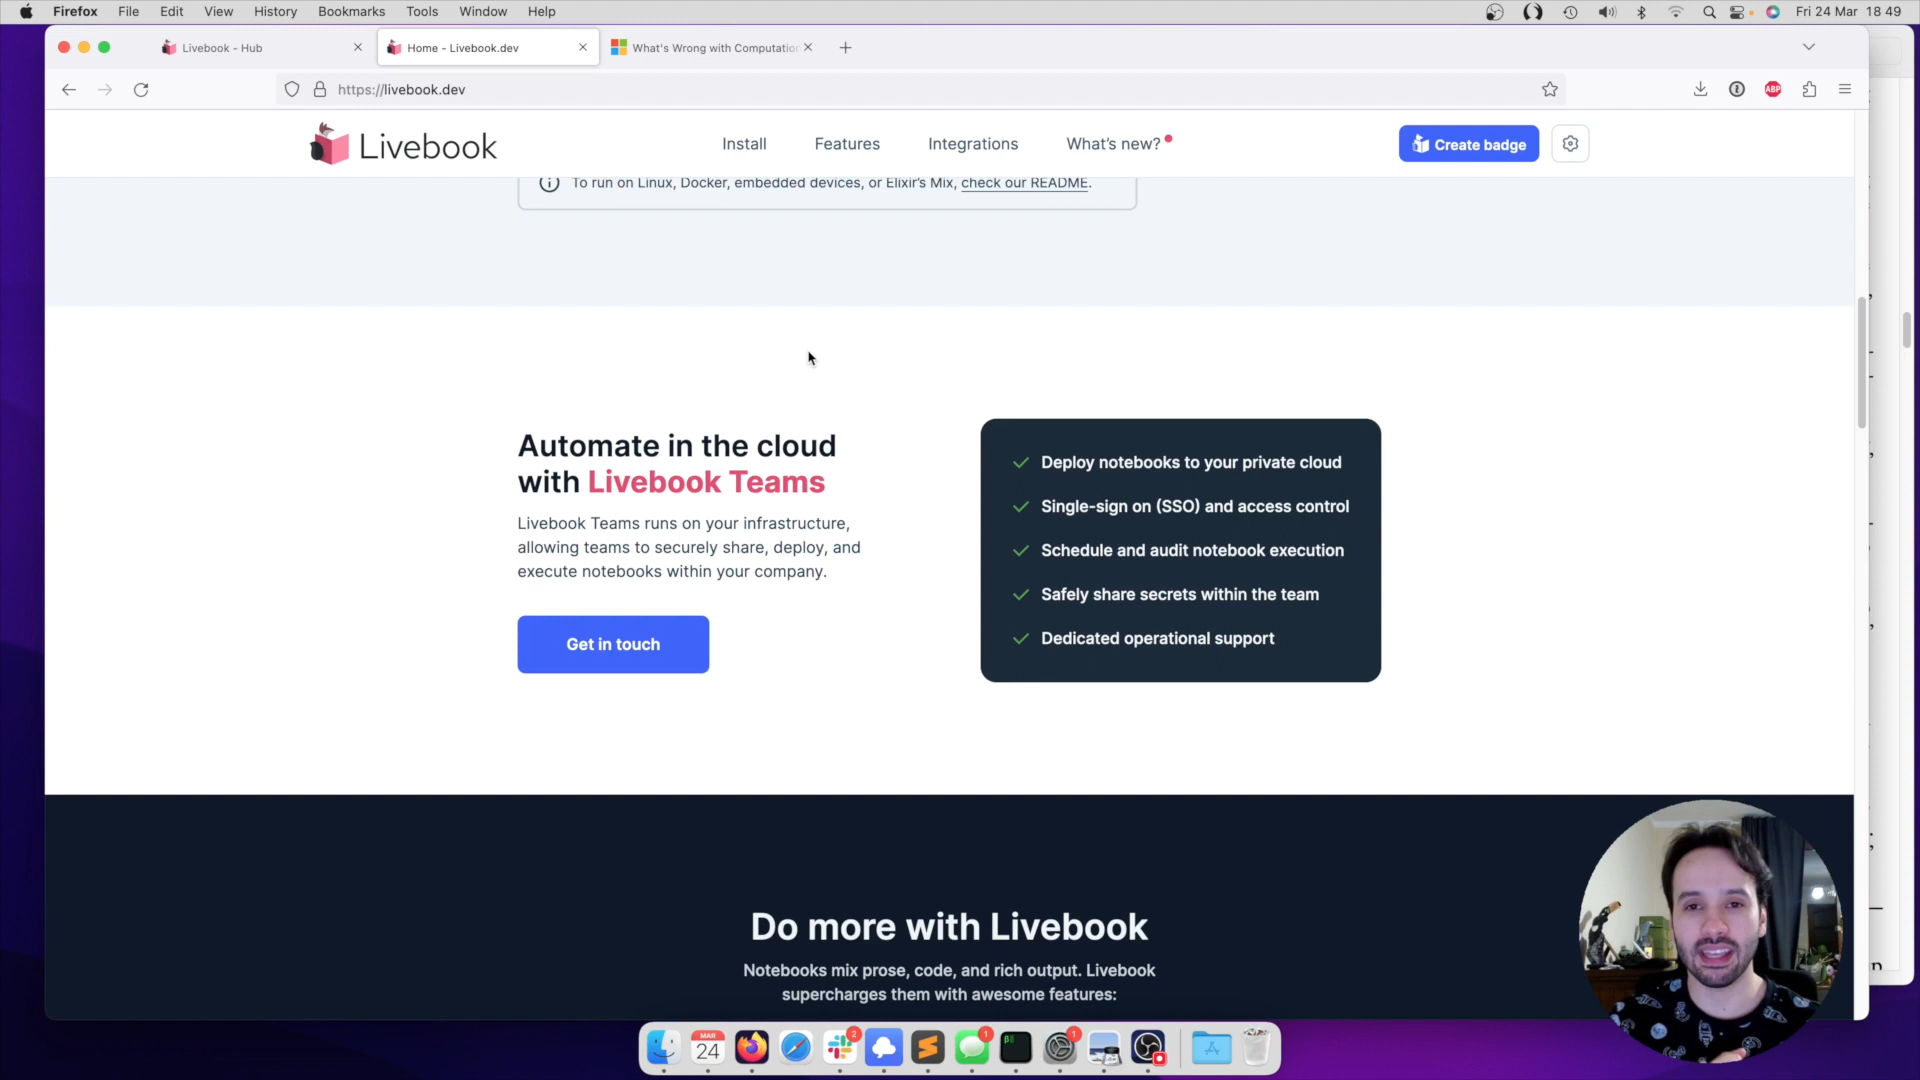 Firefox File Edit View History Bookmarks Tools Window Help
Fri 24 Mar 18 49
Livebook - Hub
Home - Livebook.dev
What's Wrong with Computatio
https://livebook.dev
ABP
Livebook
Install
Features
Integrations
What's new?
Create badge
To run on Linux, Docker, embedded devices, or Elixir's Mix, check our README.
Automate in the cloud
with Livebook Teams
Livebook Teams runs on your infrastructure,
allowing teams to securely share, deploy, and
execute notebooks within your company.
Get in touch
Deploy notebooks to your private cloud
Single-sign on (SSO) and access control
Schedule and audit notebook execution
Safely share secrets within the team
Dedicated operational support
Do more with Livebook
Notebooks mix prose, code, and rich output. Livebook
supercharges them with awesome features:
MAR
24
2
1
1